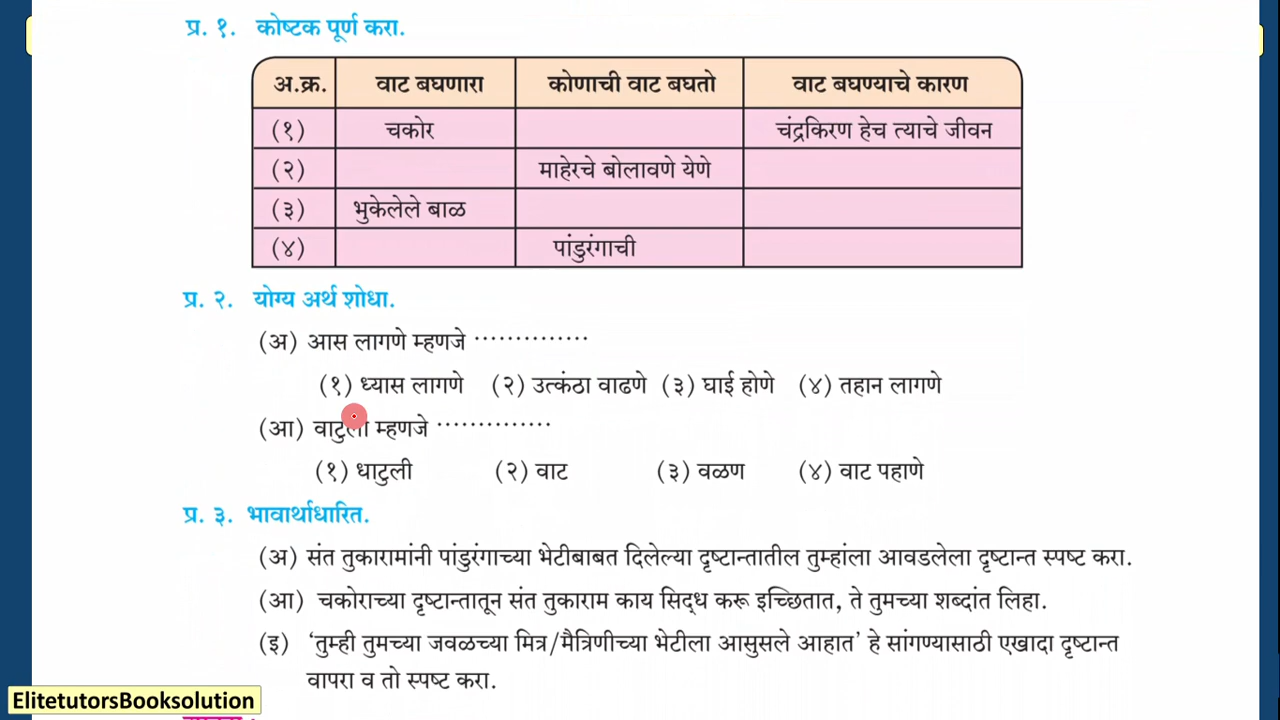 प्र. १. कोष्टक पूर्ण करा.
अ.क्र. वाट बघणारा कोणाची वाट बघतो वाट बघण्याचे कारण
(१) चकोर चंद्रकिरण हेच त्याचे जीवन
(२) माहेरचे बोलावणे येणे
(३) भुकेलेले बाळ
(४) पांडुरंगाची
प्र. २. योग्य अर्थ शोधा.
(अ) आस लागणे म्हणजे ··············
(१) ध्यास लागणे (२) उत्कंठा वाढणे (३) घाई होणे (४) तहान लागणे
(आ) वाटुली म्हणजे ··············
(१) धाटुली (२) वाट (३) वळण (४) वाट पहाणे
प्र. ३. भावार्थाधारित.
(अ) संत तुकारामांनी पांडुरंगाच्या भेटीबाबत दिलेल्या दृष्टान्तातील तुम्हांला आवडलेला दृष्टान्त स्पष्ट करा.
(आ) चकोराच्या दृष्टान्तातून संत तुकाराम काय सिद्ध करू इच्छितात, ते तुमच्या शब्दांत लिहा.
(इ) ‘तुम्ही तुमच्या जवळच्या मित्र/मैत्रिणीच्या भेटीला आसुसले आहात’ हे सांगण्यासाठी एखादा दृष्टान्त
वापरा व तो स्पष्ट करा.
ElitetutorsBooksolution